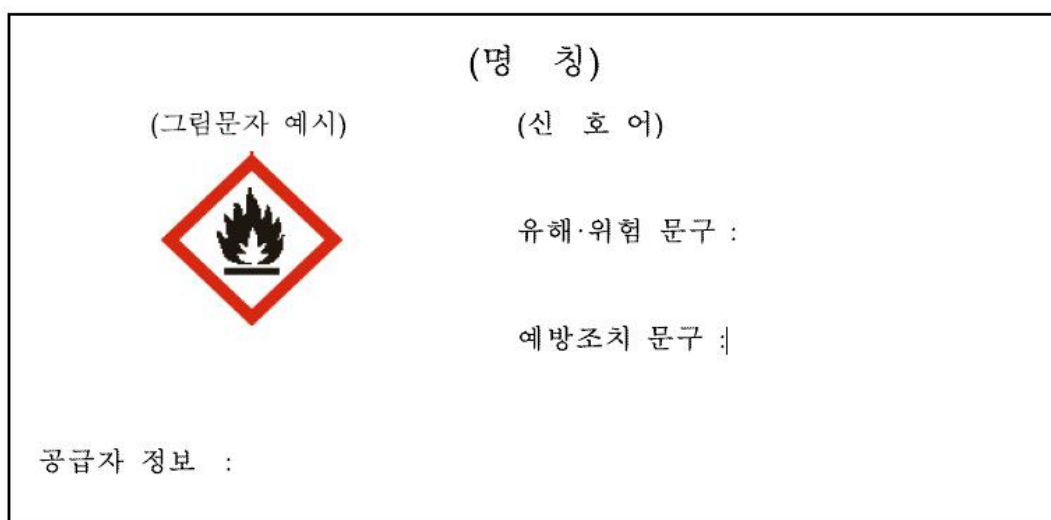 (명 칭)
(그림문자 예시)
(신 호 어)
유해·위험 문구 :
예방조치 문구 :
공급자 정보 :